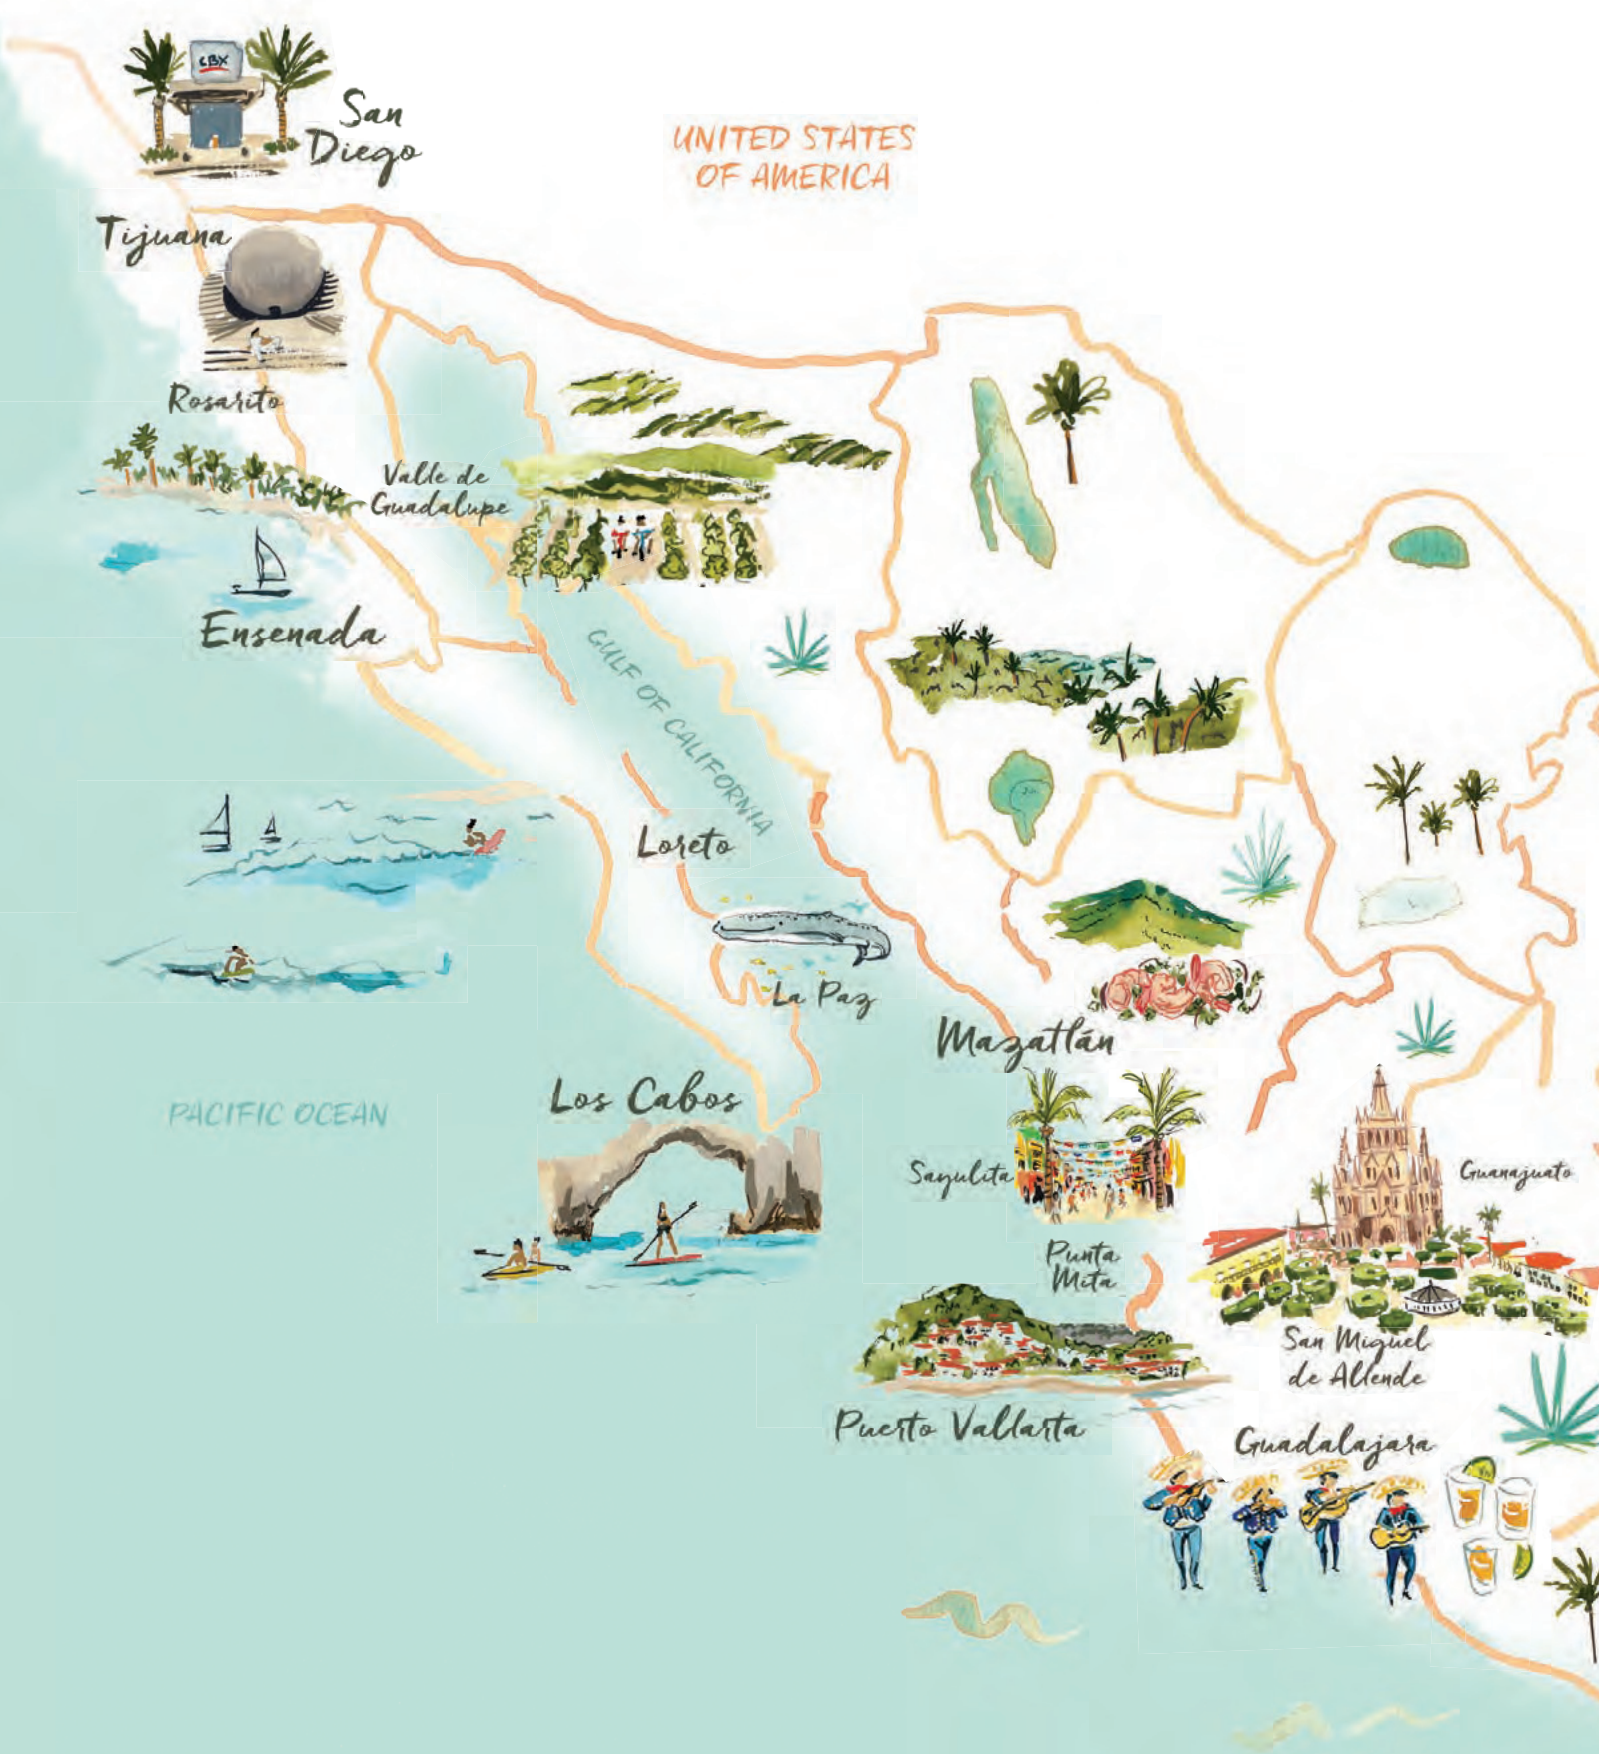 CBX
San
Diego
UNITED STATES
OF AMERICA
Tijuana
Rosarito
Valle de
Guadalupe
Ensenada
GULF OF CALIFORNIA
Loreto
La Paz
Mazatlán
Los Cabos
PACIFIC OCEAN
Sayulita
Guanajuato
Punta
Mita
San Miguel
de Allende
Puerto Vallarta
Guadalajara